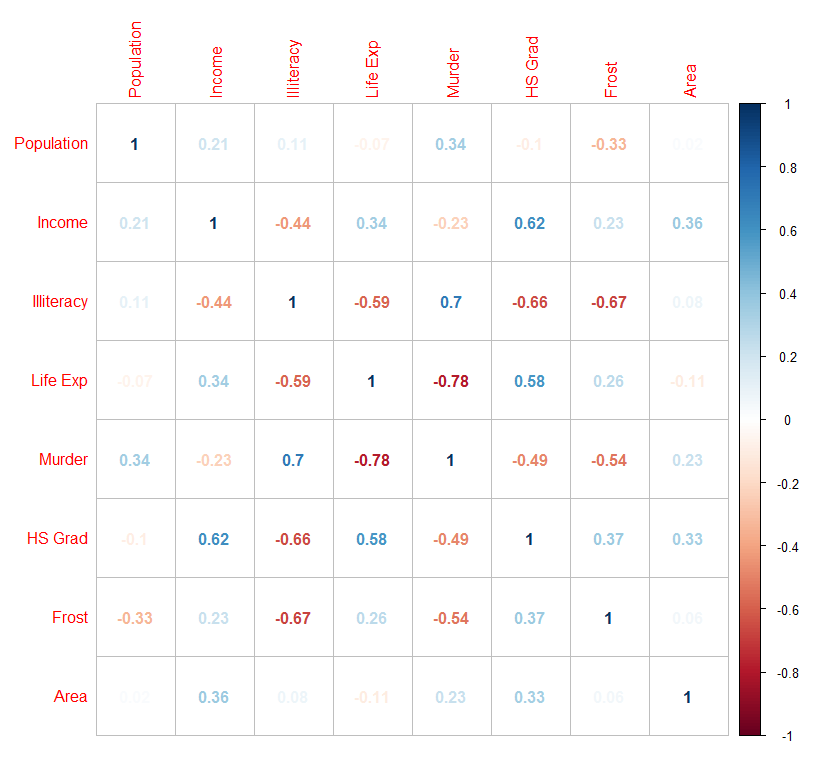 Population Income Illiteracy Life Exp Murder HS Grad Frost Area
Population 1 0.21 0.11 -0.07 0.34 -0.1 -0.33 0.02
Income 0.21 1 -0.44 0.34 -0.23 0.62 0.23 0.36
Illiteracy 0.11 -0.44 1 -0.59 0.7 -0.66 -0.67 0.08
Life Exp -0.07 0.34 -0.59 1 -0.78 0.58 0.26 -0.11
Murder 0.34 -0.23 0.7 -0.78 1 -0.49 -0.54 0.23
HS Grad -0.1 0.62 -0.66 0.58 -0.49 1 0.37 0.33
Frost -0.33 0.23 -0.67 0.26 -0.54 0.37 1 0.06
Area 0.02 0.36 0.08 -0.11 0.23 0.33 0.06 1
1
0.8
0.6
0.4
0.2
0
-0.2
-0.4
-0.6
-0.8
-1